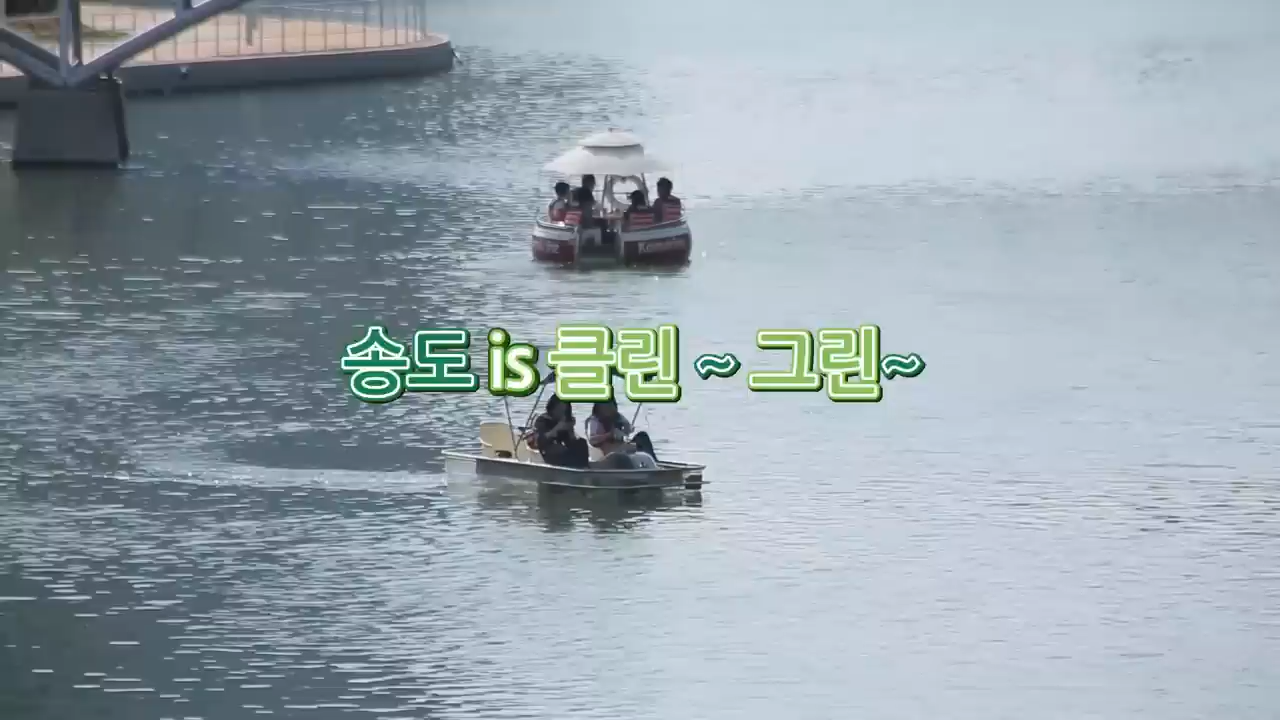 송도 is 클린 ~ 그린~